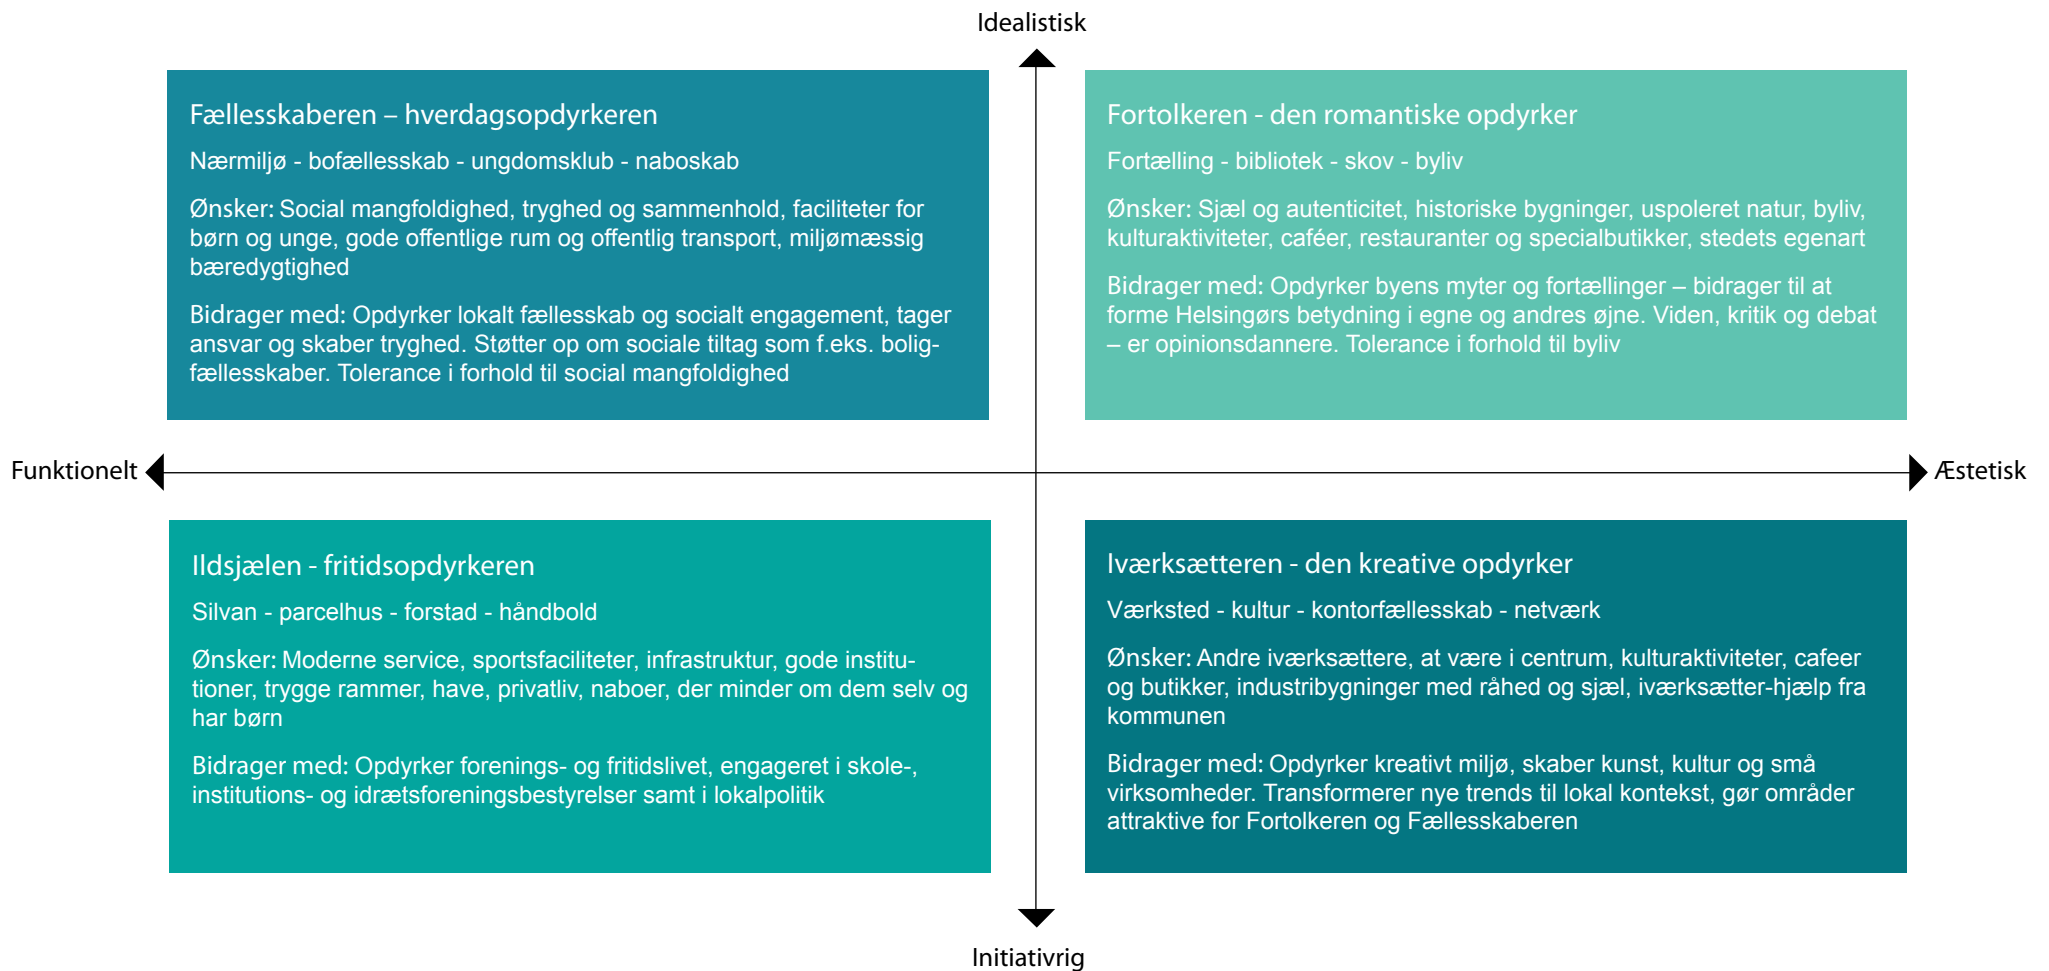 Idealistisk
Fællesskaberen – hverdagsopdyrkeren
Nærmiljø - bofællesskab - ungdomsklub - naboskab
Ønsker: Social mangfoldighed, tryghed og sammenhold, faciliteter for
børn og unge, gode offentlige rum og offentlig transport, miljømæssig
bæredygtighed
Bidrager med: Opdyrker lokalt fællesskab og socialt engagement, tager
ansvar og skaber tryghed. Støtter op om sociale tiltag som f.eks. bolig-
fællesskaber. Tolerance i forhold til social mangfoldighed
Fortolkeren - den romantiske opdyrker
Fortælling - bibliotek - skov - byliv
Ønsker: Sjæl og autenticitet, historiske bygninger, uspoleret natur, byliv,
kulturaktiviteter, caféer, restauranter og specialbutikker, stedets egenart
Bidrager med: Opdyrker byens myter og fortællinger – bidrager til at
forme Helsingørs betydning i egne og andres øjne. Viden, kritik og debat
– er opinionsdannere. Tolerance i forhold til byliv
Funktionelt
Æstetisk
Ildsjælen - fritidsopdyrkeren
Silvan - parcelhus - forstad - håndbold
Ønsker: Moderne service, sportsfaciliteter, infrastruktur, gode institu-
tioner, trygge rammer, have, privatliv, naboer, der minder om dem selv og
har børn
Bidrager med: Opdyrker forenings- og fritidslivet, engageret i skole-,
institutions- og idrætsforeningsbestyrelser samt i lokalpolitik
Iværksætteren - den kreative opdyrker
Værksted - kultur - kontorfællesskab - netværk
Ønsker: Andre iværksættere, at være i centrum, kulturaktiviteter, cafeer
og butikker, industribygninger med råhed og sjæl, iværksætter-hjælp fra
kommunen
Bidrager med: Opdyrker kreativt miljø, skaber kunst, kultur og små
virksomheder. Transformerer nye trends til lokal kontekst, gør områder
attraktive for Fortolkeren og Fællesskaberen
Initiativrig